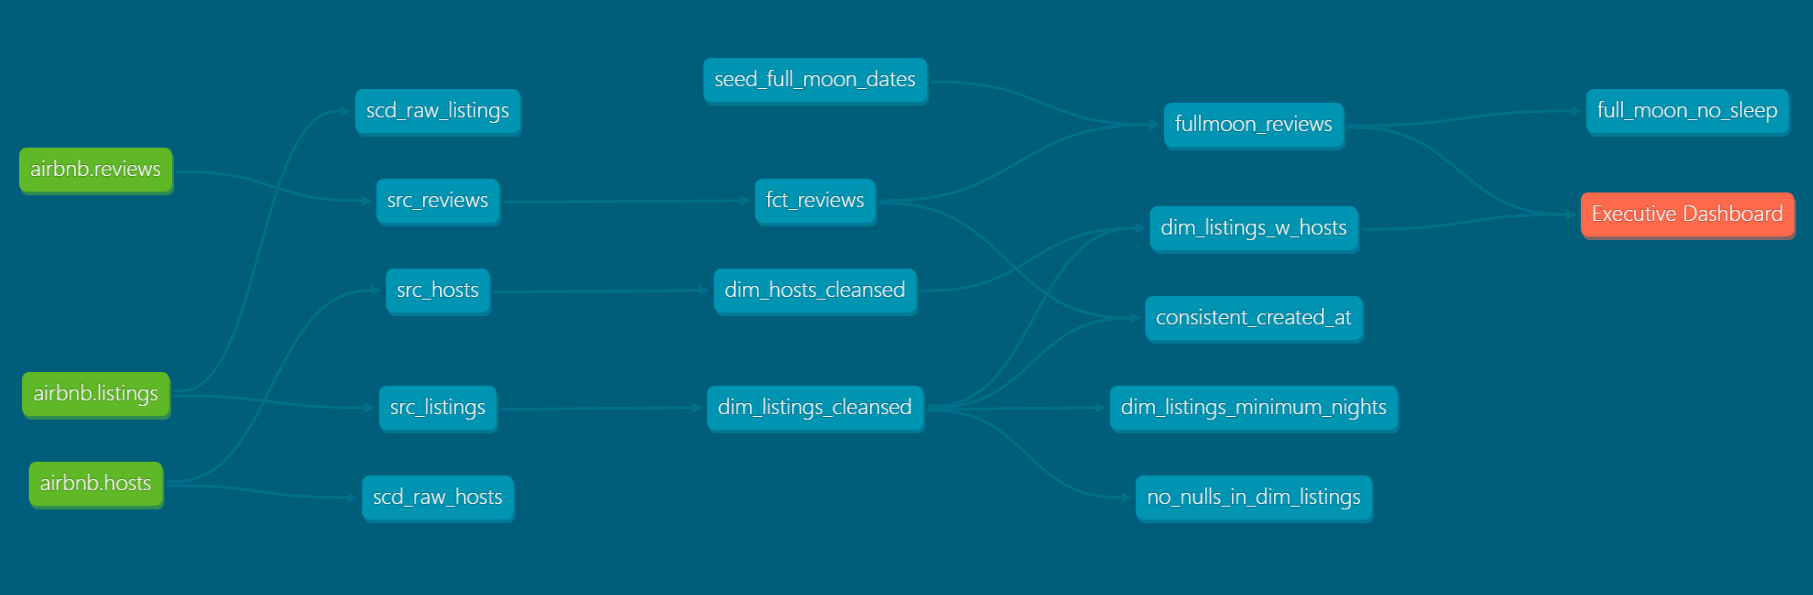 airbnb.reviews
airbnb.listings
airbnb.hosts
scd_raw_listings
src_reviews
src_hosts
src_listings
scd_raw_hosts
seed_full_moon_dates
fct_reviews
dim_hosts_cleansed
dim_listings_cleansed
fullmoon_reviews
dim_listings_w_hosts
consistent_created_at
dim_listings_minimum_nights
no_nulls_in_dim_listings
full_moon_no_sleep
Executive Dashboard